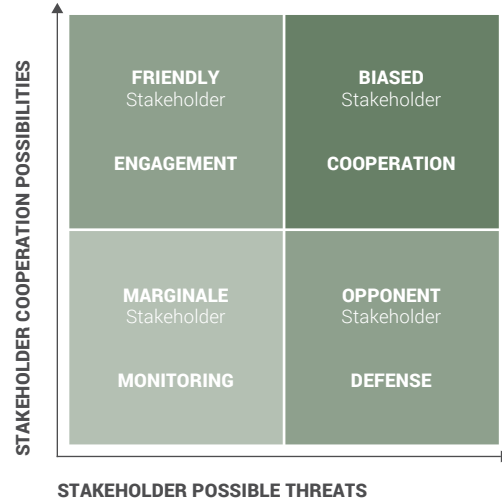 STAKEHOLDER COOPERATION POSSIBILITIES
FRIENDLY
Stakeholder
ENGAGEMENT
BIASED
Stakeholder
COOPERATION
MARGINALE
Stakeholder
MONITORING
OPPONENT
Stakeholder
DEFENSE
STAKEHOLDER POSSIBLE THREATS